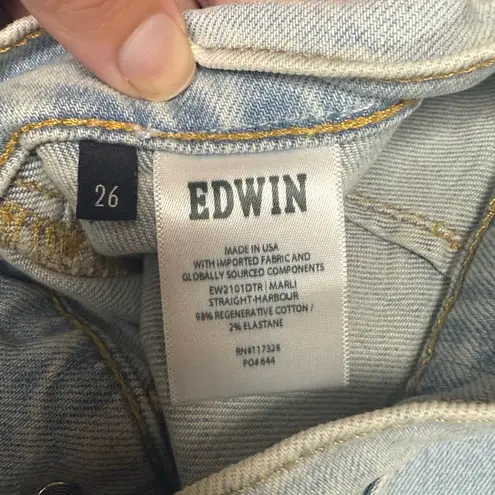 26
EDWIN
MADE IN USA
WITH IMPORTED FABRIC AND
GLOBALLY SOURCED COMPONENTS
EW2101DTR | MARLI
STRAIGHT-HARBOUR
98% REGENERATIVE COTTON /
2% ELASTANE
RN#117328
PO#644